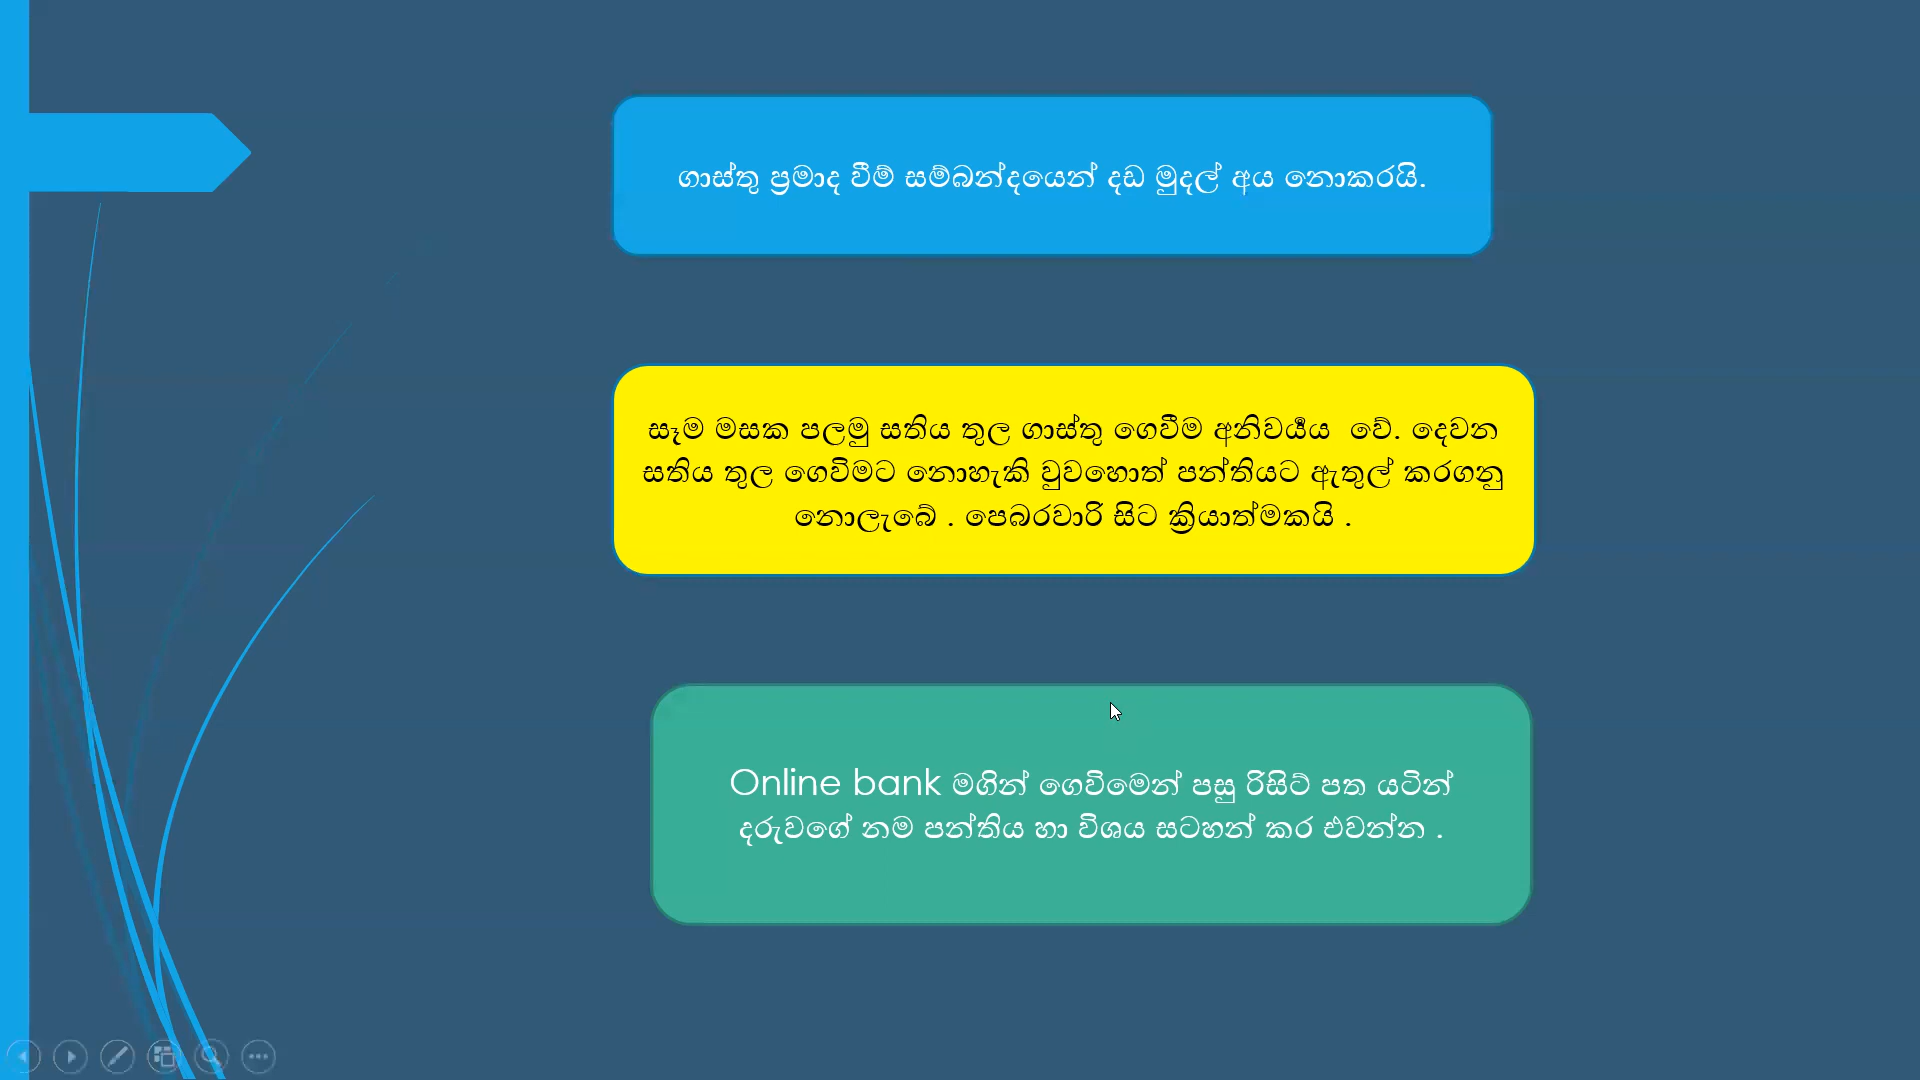 ගාස්තු ප්‍රමාද වීම් සම්බන්දයෙන් දඩ මුදල් අය නොකරයි.
සෑම මසක පලමු සතිය තුල ගාස්තු ගෙවීම අනිවාර්‍ය වේ. දෙවන
සතිය තුල ගෙවිමට නොහැකි වුවහොත් පන්තියට ඇතුල් කරගනු
නොලැබේ . පෙබරවාරි සිට ක්‍රියාත්මකයි .
Online bank මගින් ගෙවිමෙන් පසු රිසිට් පත යටින්
දරුවගේ නම පන්තිය හා විශය සටහන් කර එවන්න .